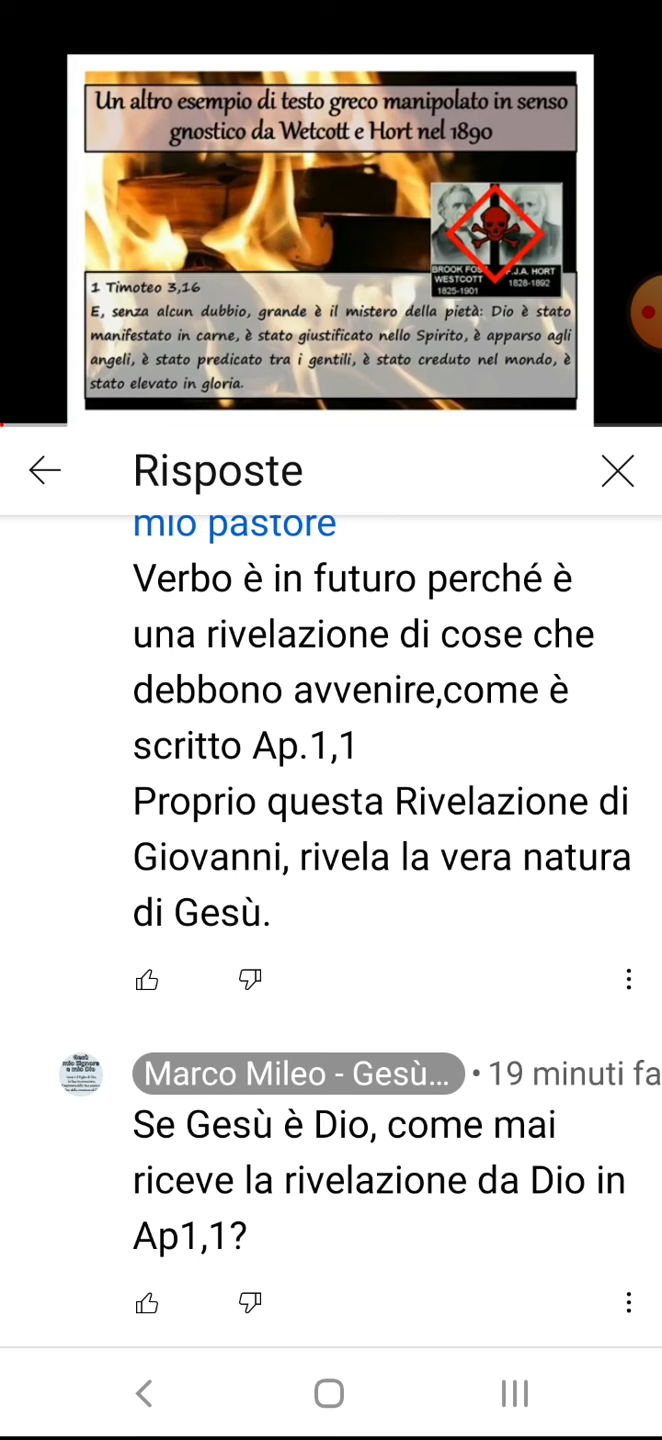 Un altro esempio di testo greco manipolato in senso
gnostico da Wetcott e Hort nel 1890
BROOK FOS
WESTCOTT
1825-1901
F.J.A. HORT
1828-1892
1 Timoteo 3,16
E, senza alcun dubbio, grande è il mistero della pietà: Dio è stato
manifestato in carne, è stato giustificato nello Spirito, è apparso agli
angeli, è stato predicato tra i gentili, è stato creduto nel mondo, è
stato elevato in gloria.
Risposte
mio pastore
Verbo è in futuro perché è
una rivelazione di cose che
debbono avvenire,come è
scritto Ap.1,1
Proprio questa Rivelazione di
Giovanni, rivela la vera natura
di Gesù.
Marco Mileo - Gesù... • 19 minuti fa
Se Gesù è Dio, come mai
riceve la rivelazione da Dio in
Ap1,1?